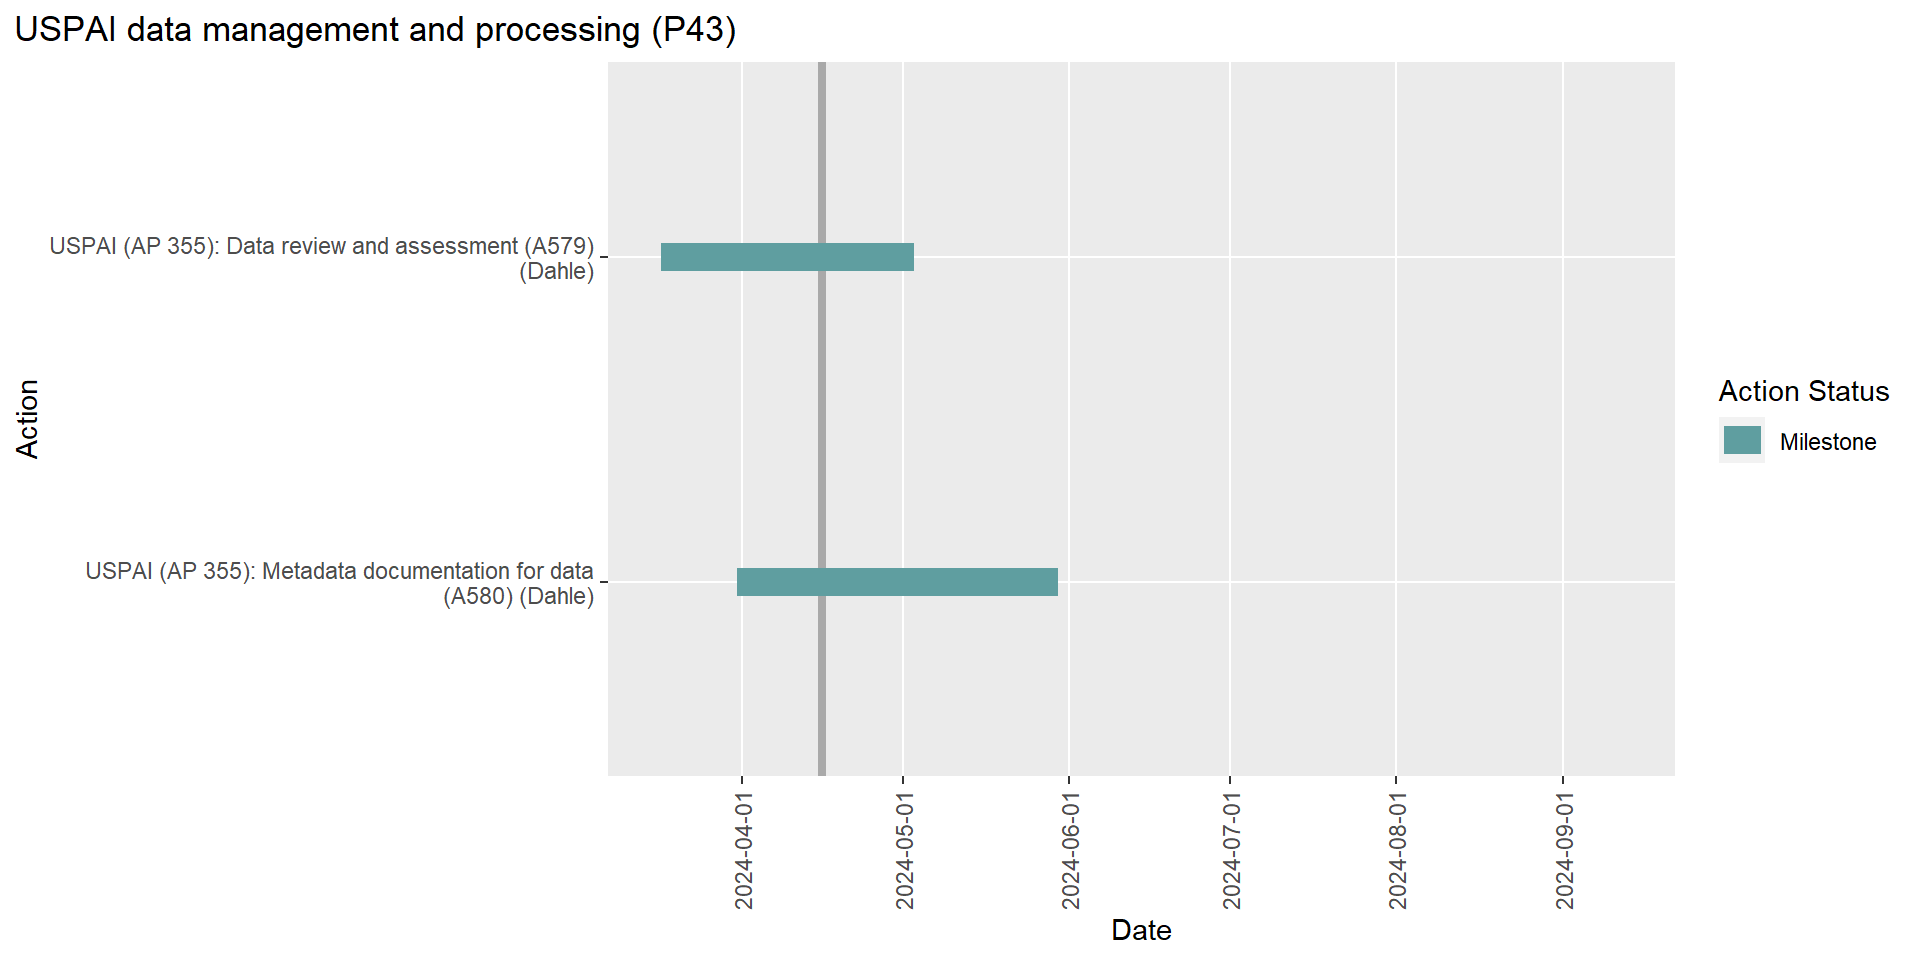 USPAI data management and processing (P43)
USPAI (AP 355): Data review and assessment (A579)
(Dahle)
Action
USPAI (AP 355): Metadata documentation for data
(A580) (Dahle)
Action Status
Milestone
2024-04-01
2024-05-01
2024-06-01
2024-07-01
2024-08-01
2024-09-01
Date